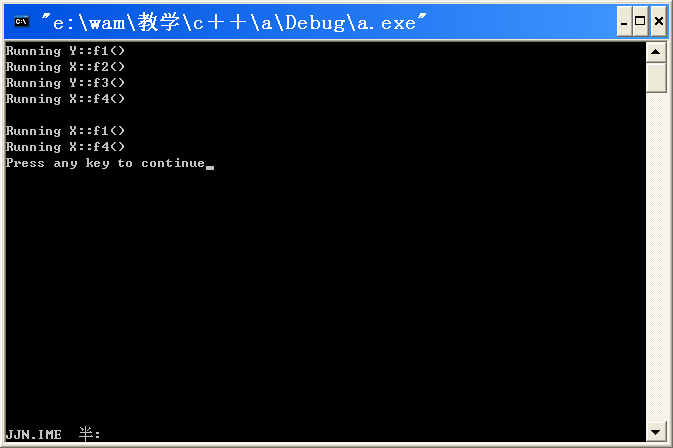 "e:\wam\教学\c＋＋\a\Debug\a.exe"
Running Y::f1()
Running X::f2()
Running Y::f3()
Running X::f4()
Running X::f1()
Running X::f4()
Press any key to continue
JJN.IME 半: